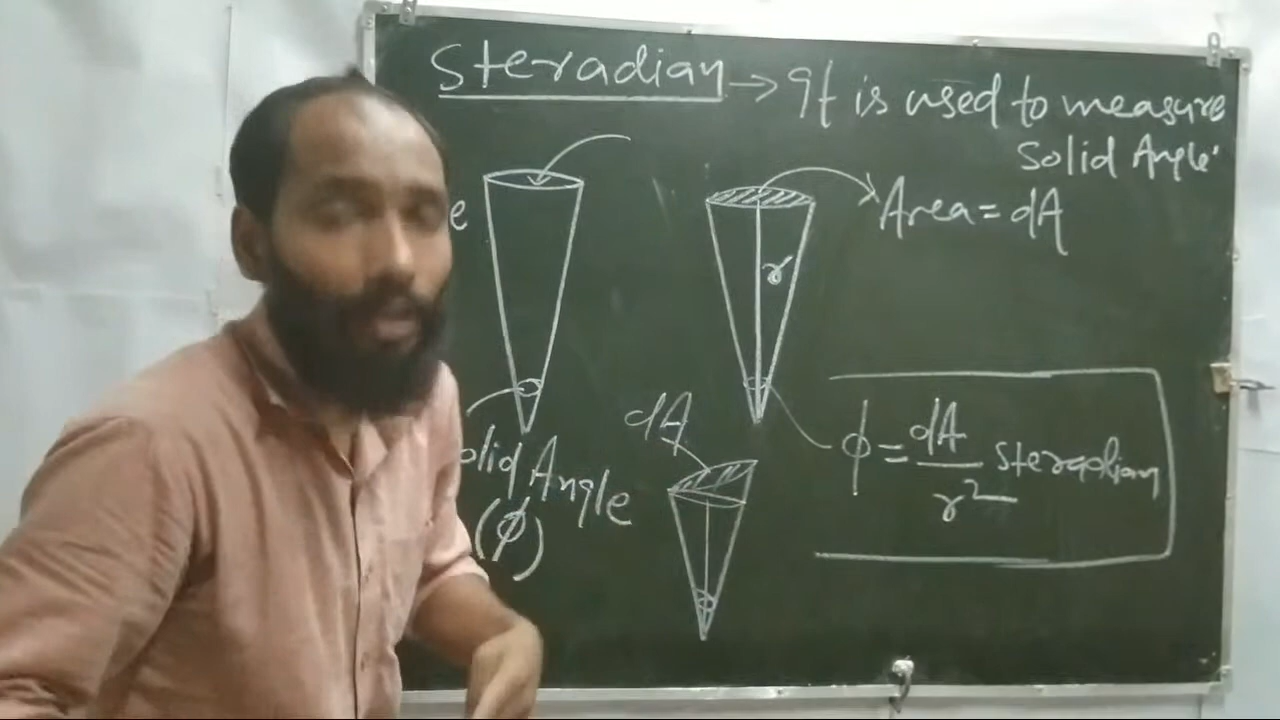 Steradian → It is used to measure
Solid Angle.
e
Area = dA
r
dA
olid Angle
(ϕ)
ϕ = dA/r² steradian